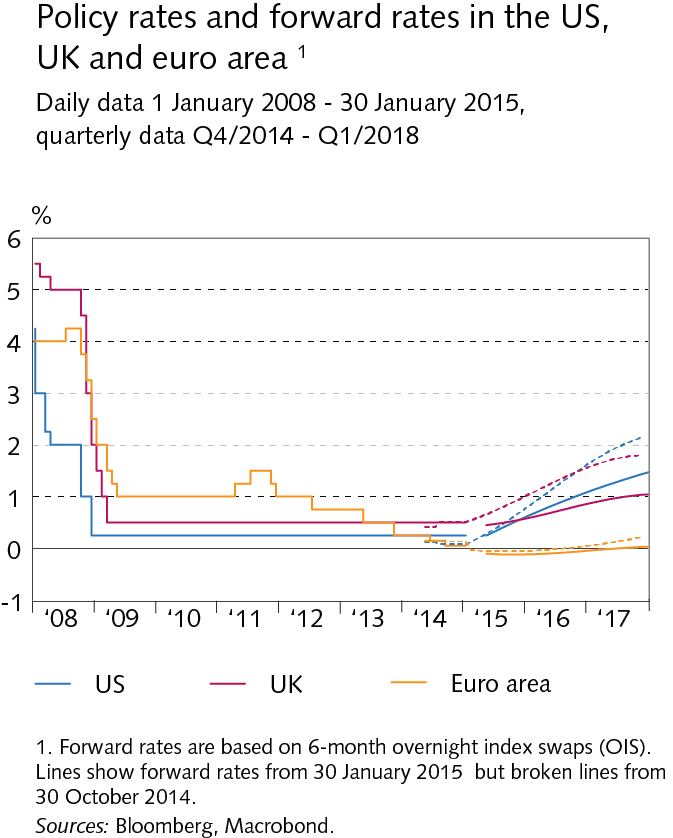 Policy rates and forward rates in the US,
UK and euro area ¹
Daily data 1 January 2008 - 30 January 2015,
quarterly data Q4/2014 - Q1/2018
%
6
5
4
3
2
1
0
-1
‘08 ‘09 ‘10 ‘11 ‘12 ‘13 ‘14 ‘15 ‘16 ‘17
US UK Euro area
1. Forward rates are based on 6-month overnight index swaps (OIS).
Lines show forward rates from 30 January 2015 but broken lines from
30 October 2014.
Sources: Bloomberg, Macrobond.